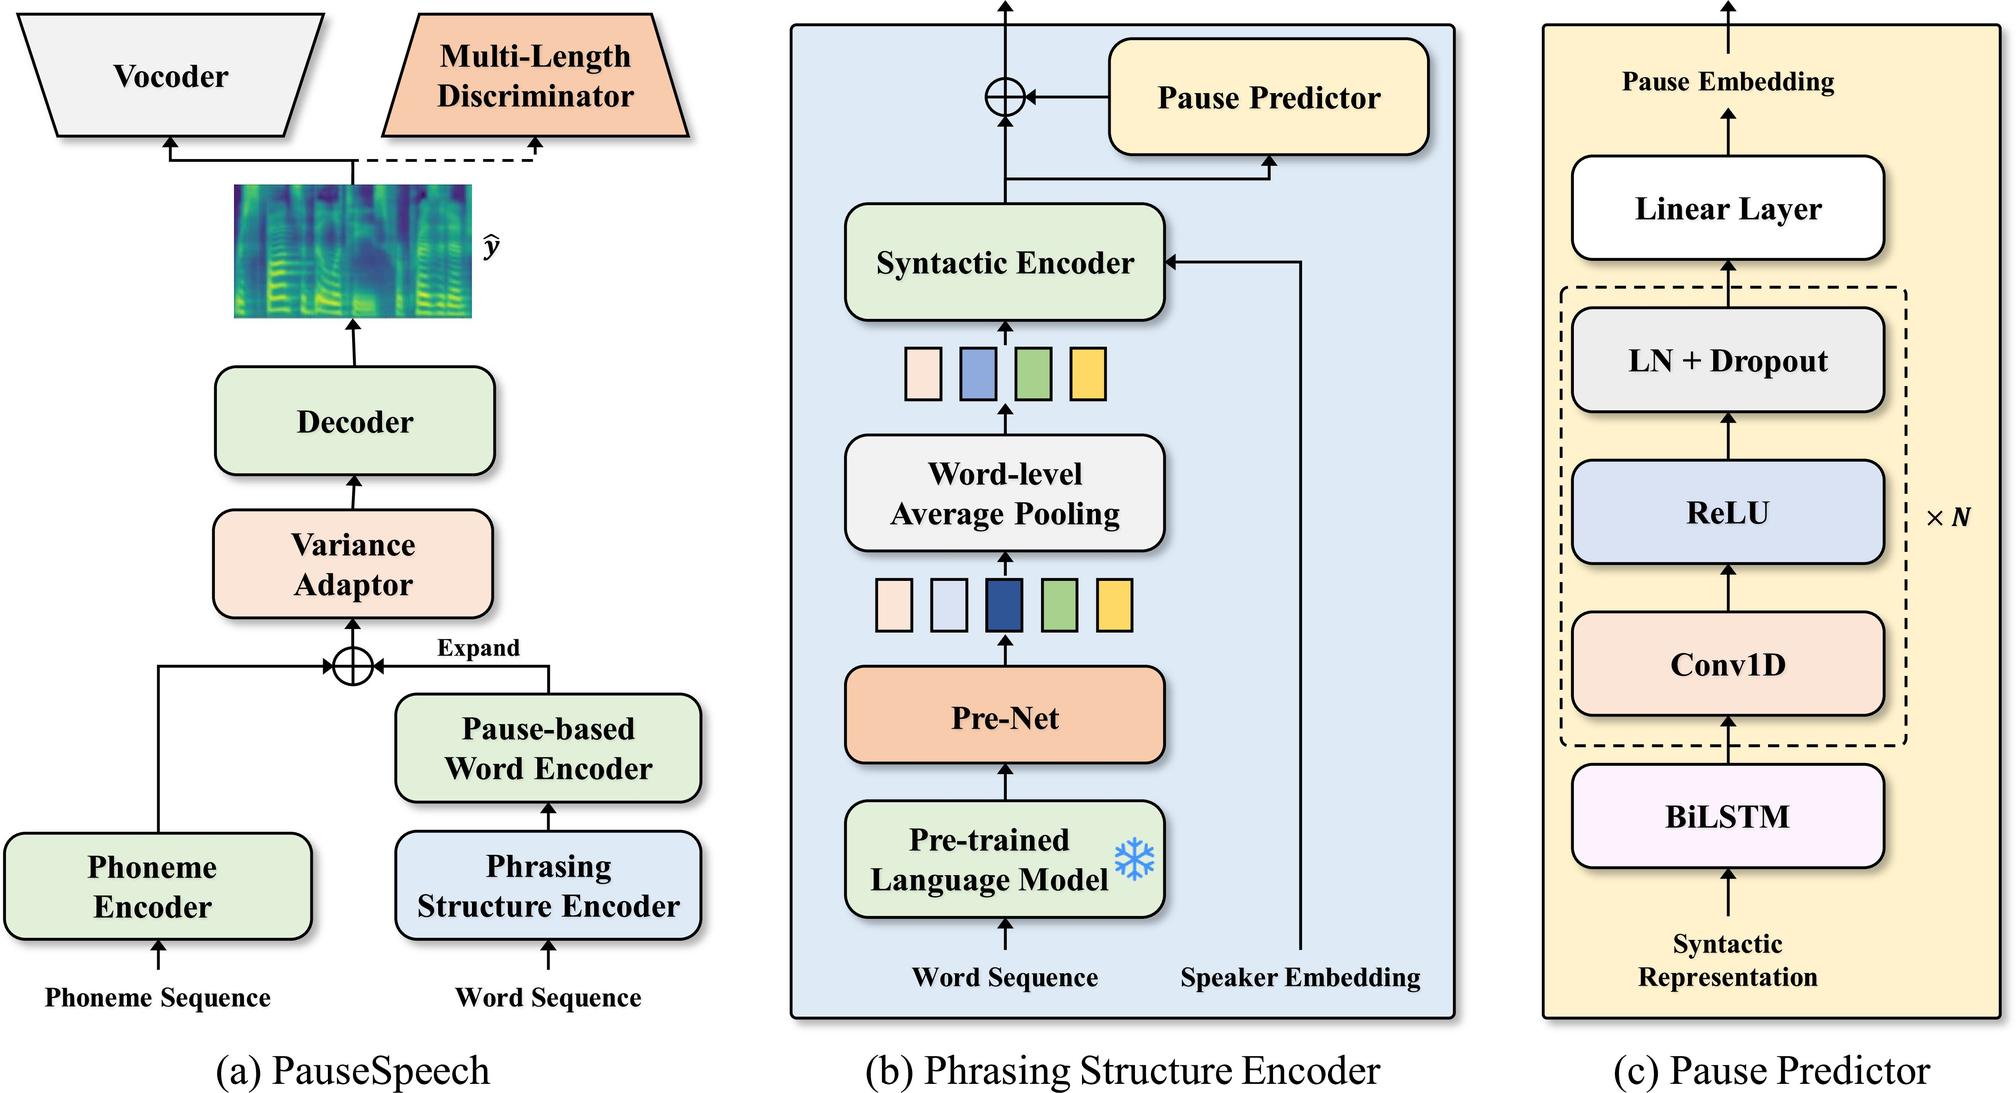 Vocoder
Multi-Length
Discriminator
ŷ
Decoder
Variance
Adaptor
Expand
Pause-based
Word Encoder
Phoneme
Encoder
Phrasing
Structure Encoder
Phoneme Sequence
Word Sequence
(a) PauseSpeech
Pause Predictor
Syntactic Encoder
Word-level
Average Pooling
Pre-Net
Pre-trained
Language Model
Word Sequence
Speaker Embedding
(b) Phrasing Structure Encoder
Pause Embedding
Linear Layer
LN + Dropout
ReLU
× N
Conv1D
BiLSTM
Syntactic
Representation
(c) Pause Predictor